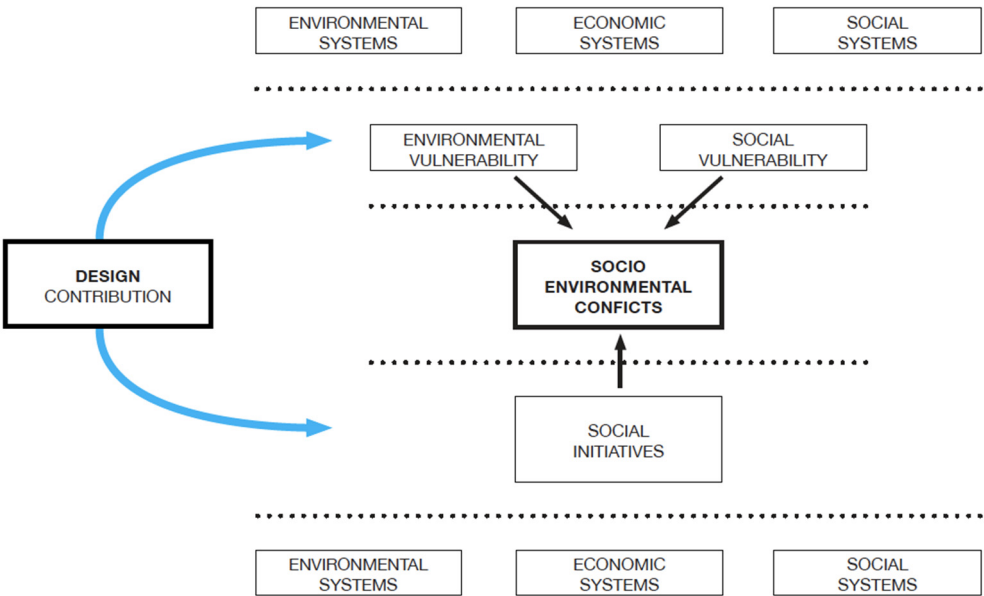 ENVIRONMENTAL
SYSTEMS
ECONOMIC
SYSTEMS
SOCIAL
SYSTEMS
ENVIRONMENTAL
VULNERABILITY
SOCIAL
VULNERABILITY
DESIGN
CONTRIBUTION
SOCIO
ENVIRONMENTAL
CONFICTS
SOCIAL
INITIATIVES
ENVIRONMENTAL
SYSTEMS
ECONOMIC
SYSTEMS
SOCIAL
SYSTEMS